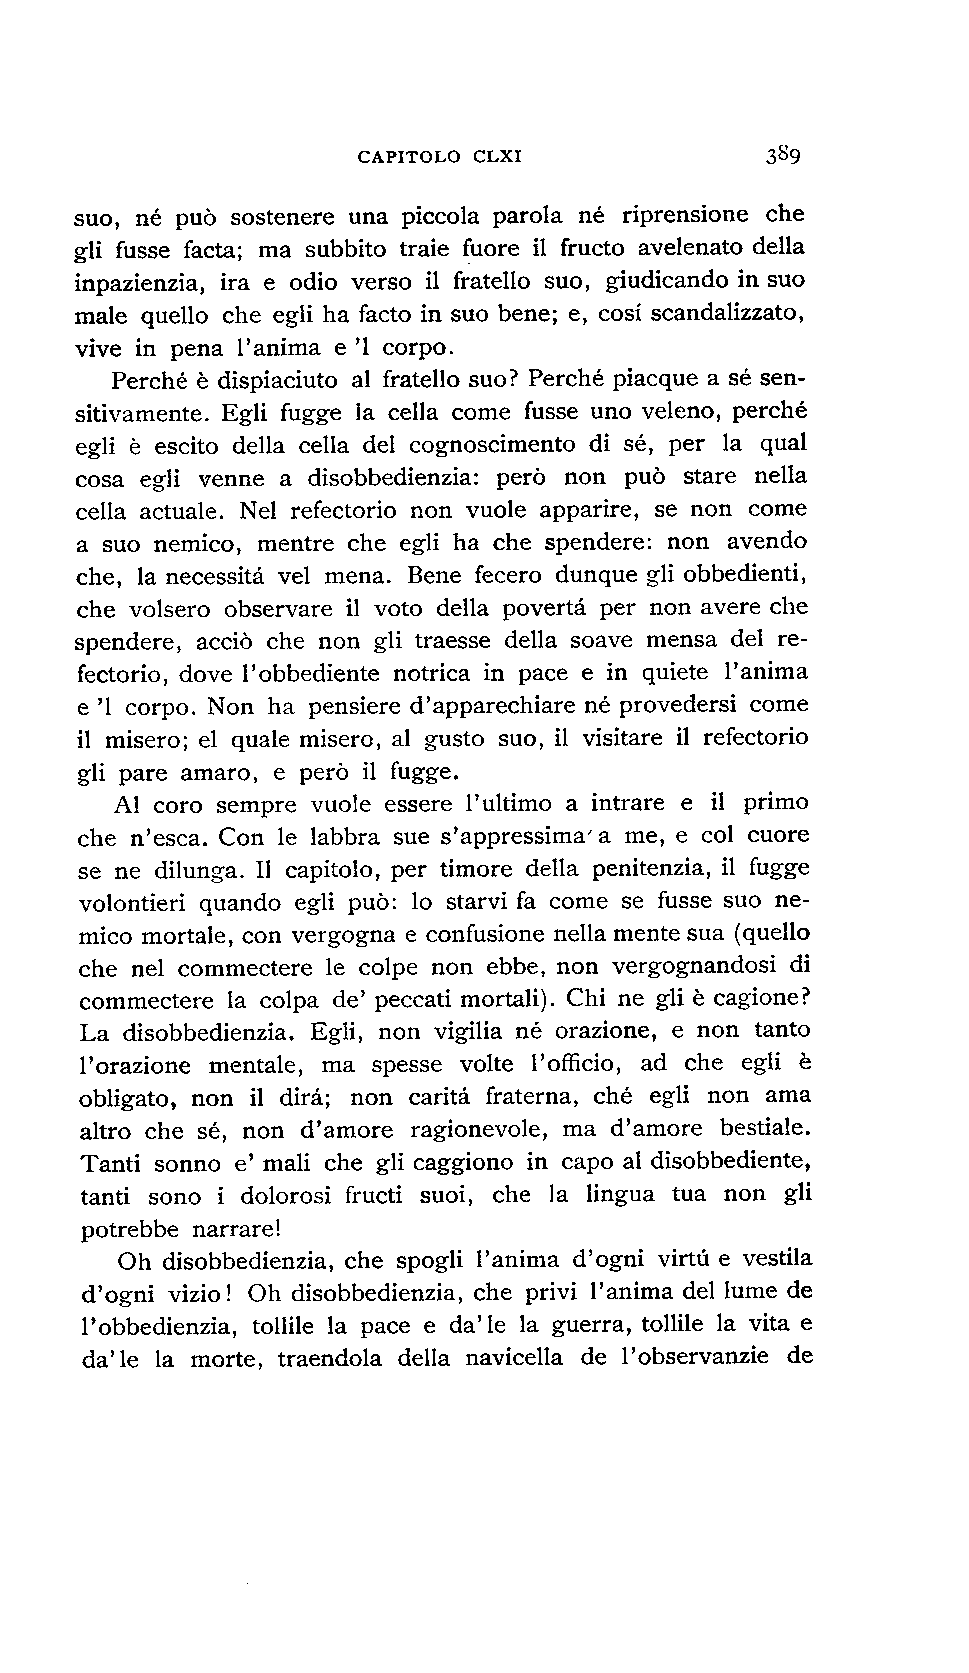 CAPITOLO CLXI 389
suo, né può sostenere una piccola parola né riprensione che
gli fusse facta; ma subbito traie fuore il fructo avelenato della
inpazienzia, ira e odio verso il fratello suo, giudicando in suo
male quello che egli ha facto in suo bene; e, cosí scandalizzato,
vive in pena l'anima e 'l corpo.
Perché è dispiaciuto al fratello suo? Perché piacque a sé sen-
sitivamente. Egli fugge la cella come fusse uno veleno, perché
egli è escito della cella del cognoscimento di sé, per la qual
cosa egli venne a disobbedienzia: però non può stare nella
cella actuale. Nel refectorio non vuole apparire, se non come
a suo nemico, mentre che egli ha che spendere: non avendo
che, la necessitá vel mena. Bene fecero dunque gli obbedienti,
che volsero observare il voto della povertá per non avere che
spendere, acciò che non gli traesse della soave mensa del re-
fectorio, dove l'obbediente notrica in pace e in quiete l'anima
e 'l corpo. Non ha pensiere d'apparechiare né provedersi come
il misero; el quale misero, al gusto suo, il visitare il refectorio
gli pare amaro, e però il fugge.
Al coro sempre vuole essere l'ultimo a intrare e il primo
che n'esca. Con le labbra sue s'appressima' a me, e col cuore
se ne dilunga. Il capitolo, per timore della penitenzia, il fugge
volontieri quando egli può: lo starvi fa come se fusse suo ne-
mico mortale, con vergogna e confusione nella mente sua (quello
che nel commectere le colpe non ebbe, non vergognandosi di
commectere la colpa de' peccati mortali). Chi ne gli è cagione?
La disobbedienzia. Egli, non vigilia né orazione, e non tanto
l'orazione mentale, ma spesse volte l'officio, ad che egli è
obligato, non il dirá; non caritá fraterna, ché egli non ama
altro che sé, non d'amore ragionevole, ma d'amore bestiale.
Tanti sonno e' mali che gli caggiono in capo al disobbediente,
tanti sono i dolorosi fructi suoi, che la lingua tua non gli
potrebbe narrare!
Oh disobbedienzia, che spogli l'anima d'ogni virtú e vestila
d'ogni vizio! Oh disobbedienzia, che privi l'anima del lume de
l'obbedienzia, tollile la pace e da' le la guerra, tollile la vita e
da' le la morte, traendola della navicella de l'observanzie de